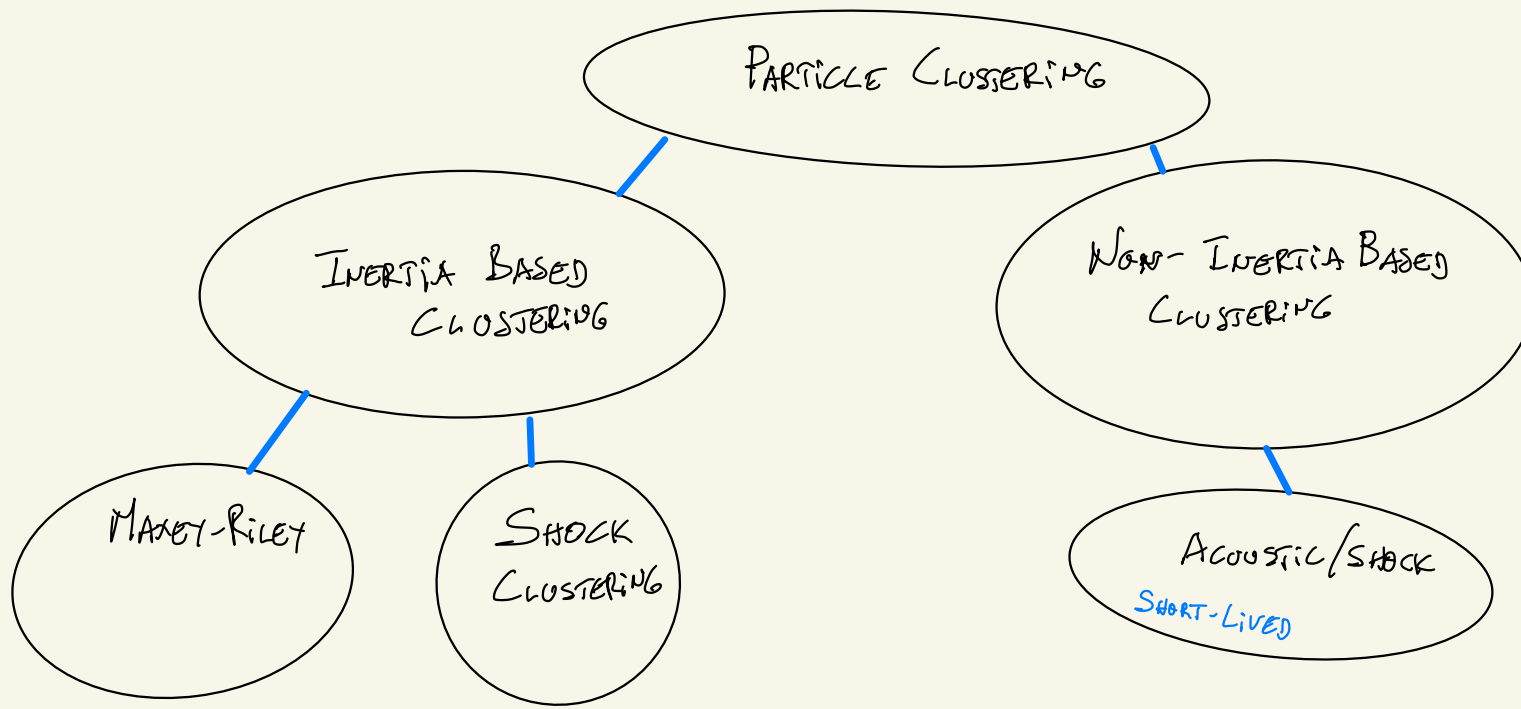 PARTICLE CLUSTERING
INERTIA BASED
CLUSTERING
NON-INERTIA BASED
CLUSTERING
MAXEY-RILEY
SHOCK
CLUSTERING
ACOUSTIC/SHOCK
SHORT-LIVED